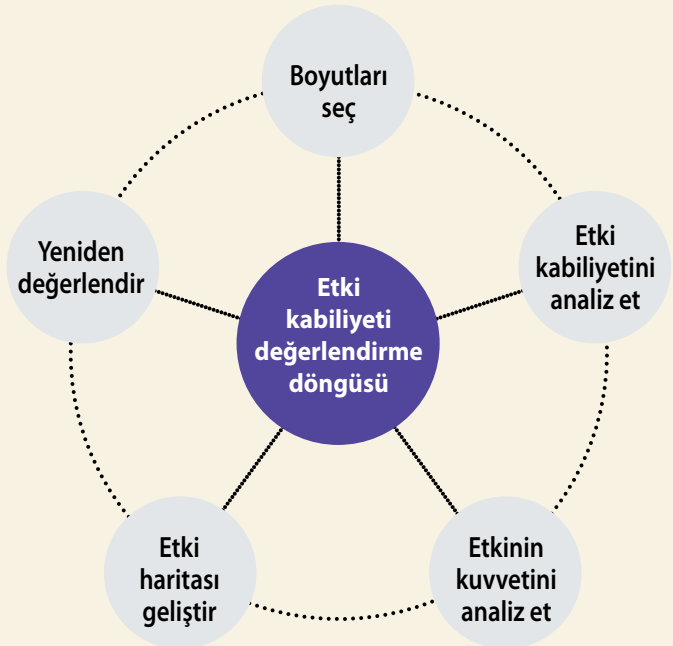 Boyutları
seç
Etki
kabiliyetini
analiz et
Etkinin
kuvvetini
analiz et
Etki
haritası
geliştir
Yeniden
değerlendir
Etki
kabiliyeti
değerlendirme
döngüsü